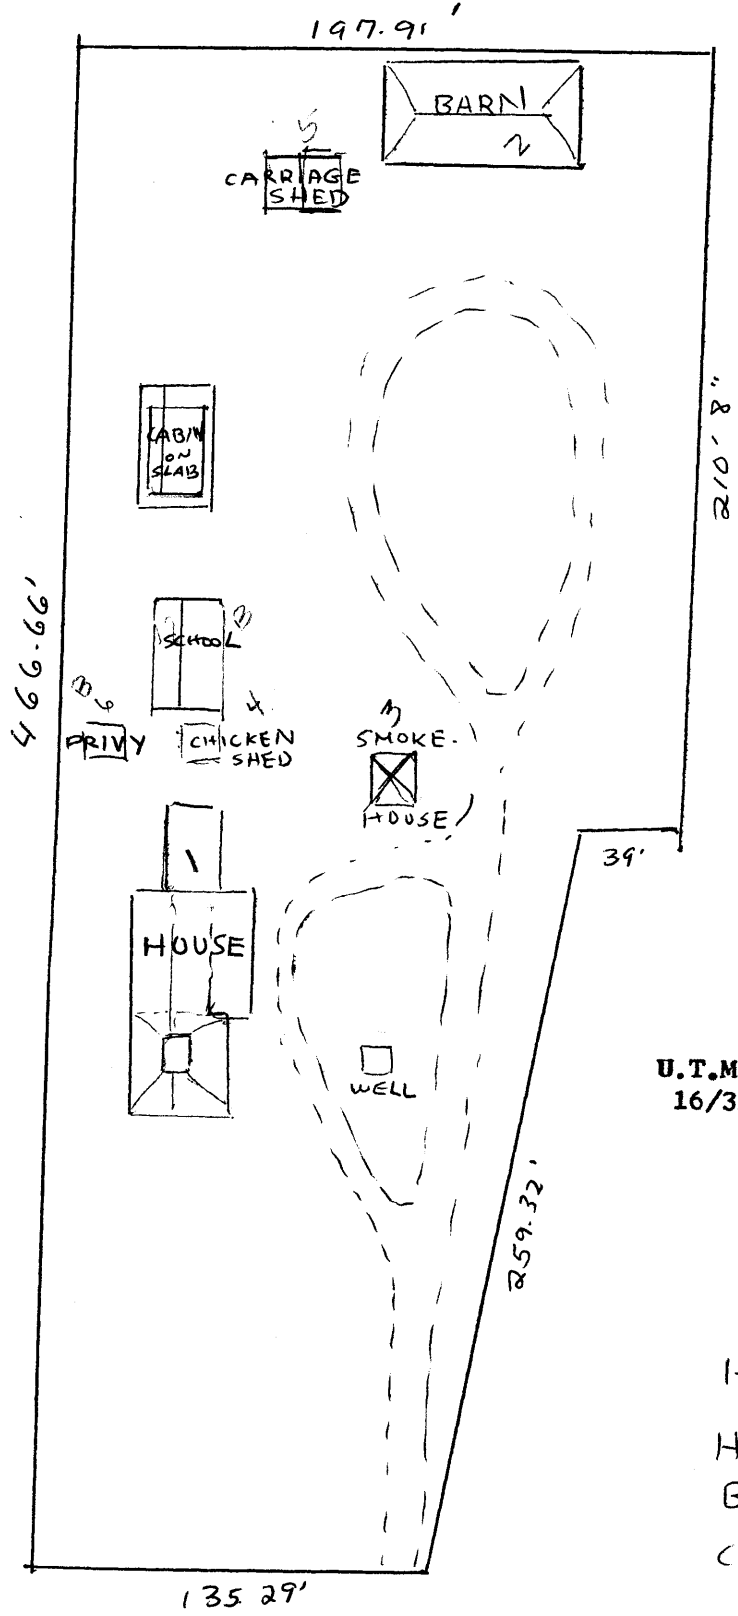 197.91'
BARN
2
5
CARRIAGE
SHED
210'8"
CABIN
ON
SLAB
466.66'
SCHOOL
B
B 6
PRIVY
4
CHICKEN
SHED
3
SMOKE-
HOUSE
39'
1
HOUSE
WELL
U.T.M
16/3
259.32'
H
B
C
135.29'